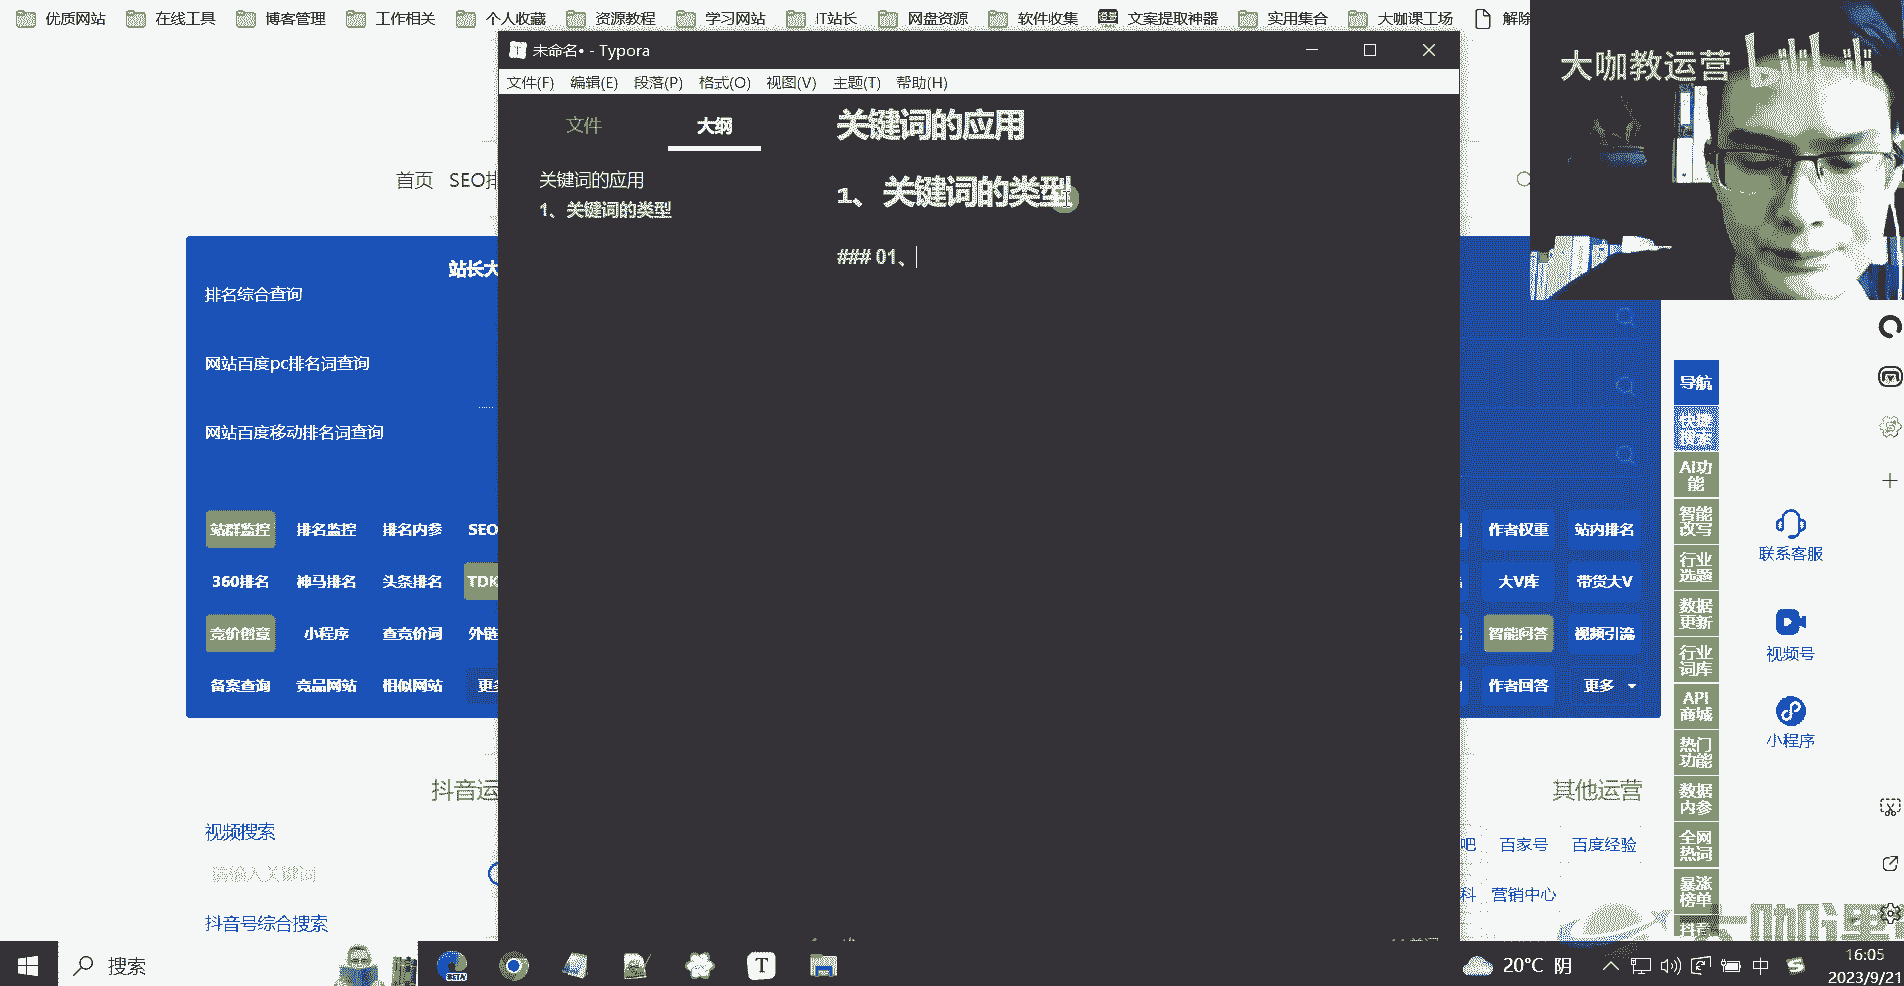 优质网站 在线工具 博客管理 工作相关 个人收藏 资源教程 学习网站 IT站长 网盘资源 软件收集 文案提取神器 实用集合 大咖课工场 解除
未命名• - Typora
文件(F) 编辑(E) 段落(P) 格式(O) 视图(V) 主题(T) 帮助(H)
大咖教运营
文件 大纲
关键词的应用
1、关键词的类型
关键词的应用
1、关键词的类型
### 01、
首页 SEO排
站长大
排名综合查询
网站百度pc排名词查询
网站百度移动排名词查询
站群监控 排名监控 排名内参 SEO
360排名 神马排名 头条排名 TDK
竞价创意 小程序 查竞价词 外链
备案查询 竞品网站 相似网站 更多
作者权重 站内排名
大V库 带货大V
智能问答 视频引流
作者回答 更多
抖音运
视频搜索
请输入关键词
抖音号综合搜索
其他运营
吧 百家号 百度经验
科 营销中心
导航
快捷搜索
AI功能
智能改写
行业选题
数据更新
行业词库
API商城
热门功能
数据内参
全网热词
暴涨榜单
抖音
联系客服
视频号
小程序
大咖课
搜索
BETA
20°C 阴
中
16:05
2023/9/21